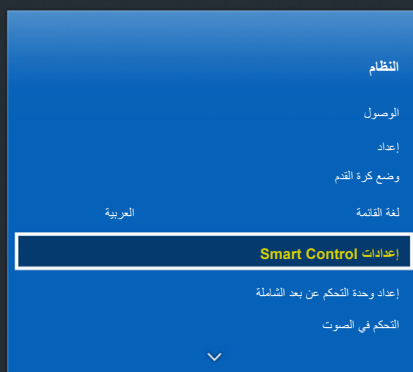 النظام
الوصول
إعداد
وضع كرة القدم
لغة القائمة العربية
إعدادات Smart Control
إعداد وحدة التحكم عن بعد الشاملة
التحكم في الصوت